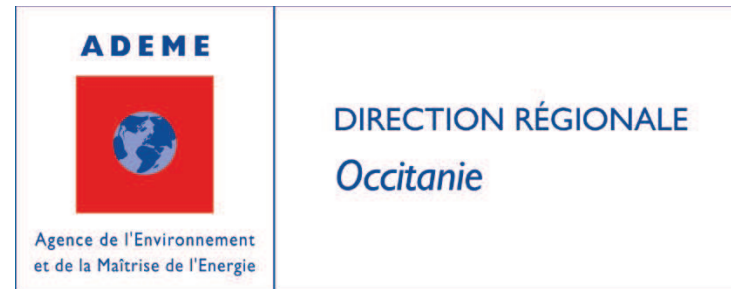 ADEME
Agence de l'Environnement
et de la Maîtrise de l'Energie
DIRECTION RÉGIONALE
Occitanie